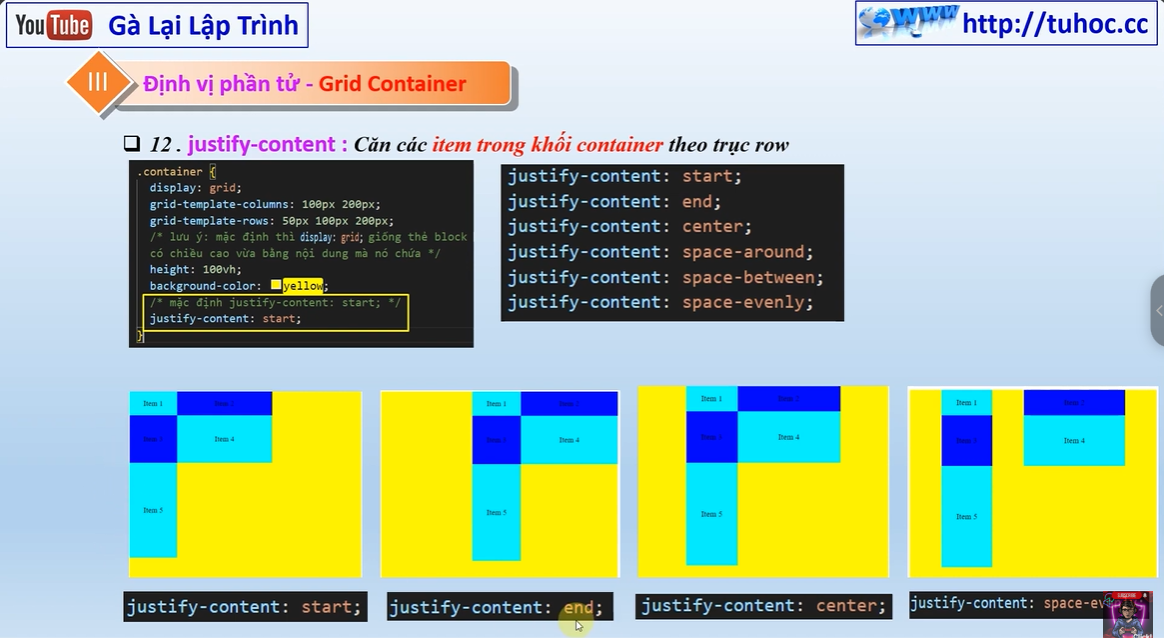 YouTube Gà Lại Lập Trình
www http://tuhoc.cc
III Định vị phần tử - Grid Container
12 . justify-content : Căn các item trong khối container theo trục row
.container {
display: grid;
grid-template-columns: 100px 200px;
grid-template-rows: 50px 100px 200px;
/* lưu ý: mặc định thì display: grid; giống thẻ block
có chiều cao vừa bằng nội dung mà nó chứa */
height: 100vh;
background-color: yellow;
/* mặc định justify-content: start; */
justify-content: start;
}
justify-content: start;
justify-content: end;
justify-content: center;
justify-content: space-around;
justify-content: space-between;
justify-content: space-evenly;
Item 1 Item 2
Item 3 Item 4
Item 5
Item 1 Item 2
Item 3 Item 4
Item 5
Item 1 Item 2
Item 3 Item 4
Item 5
Item 1 Item 2
Item 3 Item 4
Item 5
justify-content: start;
justify-content: end;
justify-content: center;
justify-content: space-ev
SUBSCRIBE